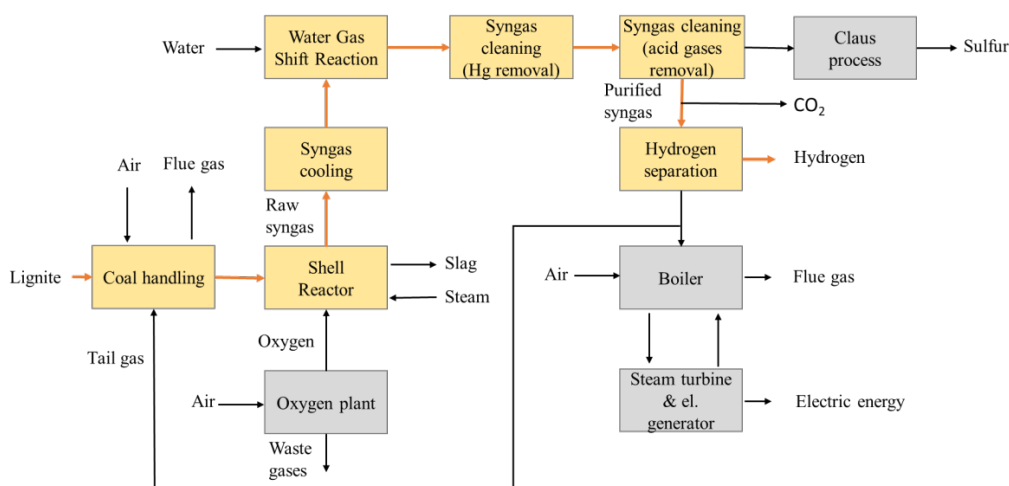 Water
Water Gas
Shift Reaction
Syngas
cleaning
(Hg removal)
Syngas cleaning
(acid gases
removal)
Claus
process
Sulfur
Purified
syngas
CO₂
Syngas
cooling
Hydrogen
separation
Hydrogen
Air
Flue gas
Raw
syngas
Lignite
Coal handling
Shell
Reactor
Slag
Steam
Air
Boiler
Flue gas
Tail gas
Oxygen
Air
Oxygen plant
Waste
gases
Steam turbine
& el.
generator
Electric energy